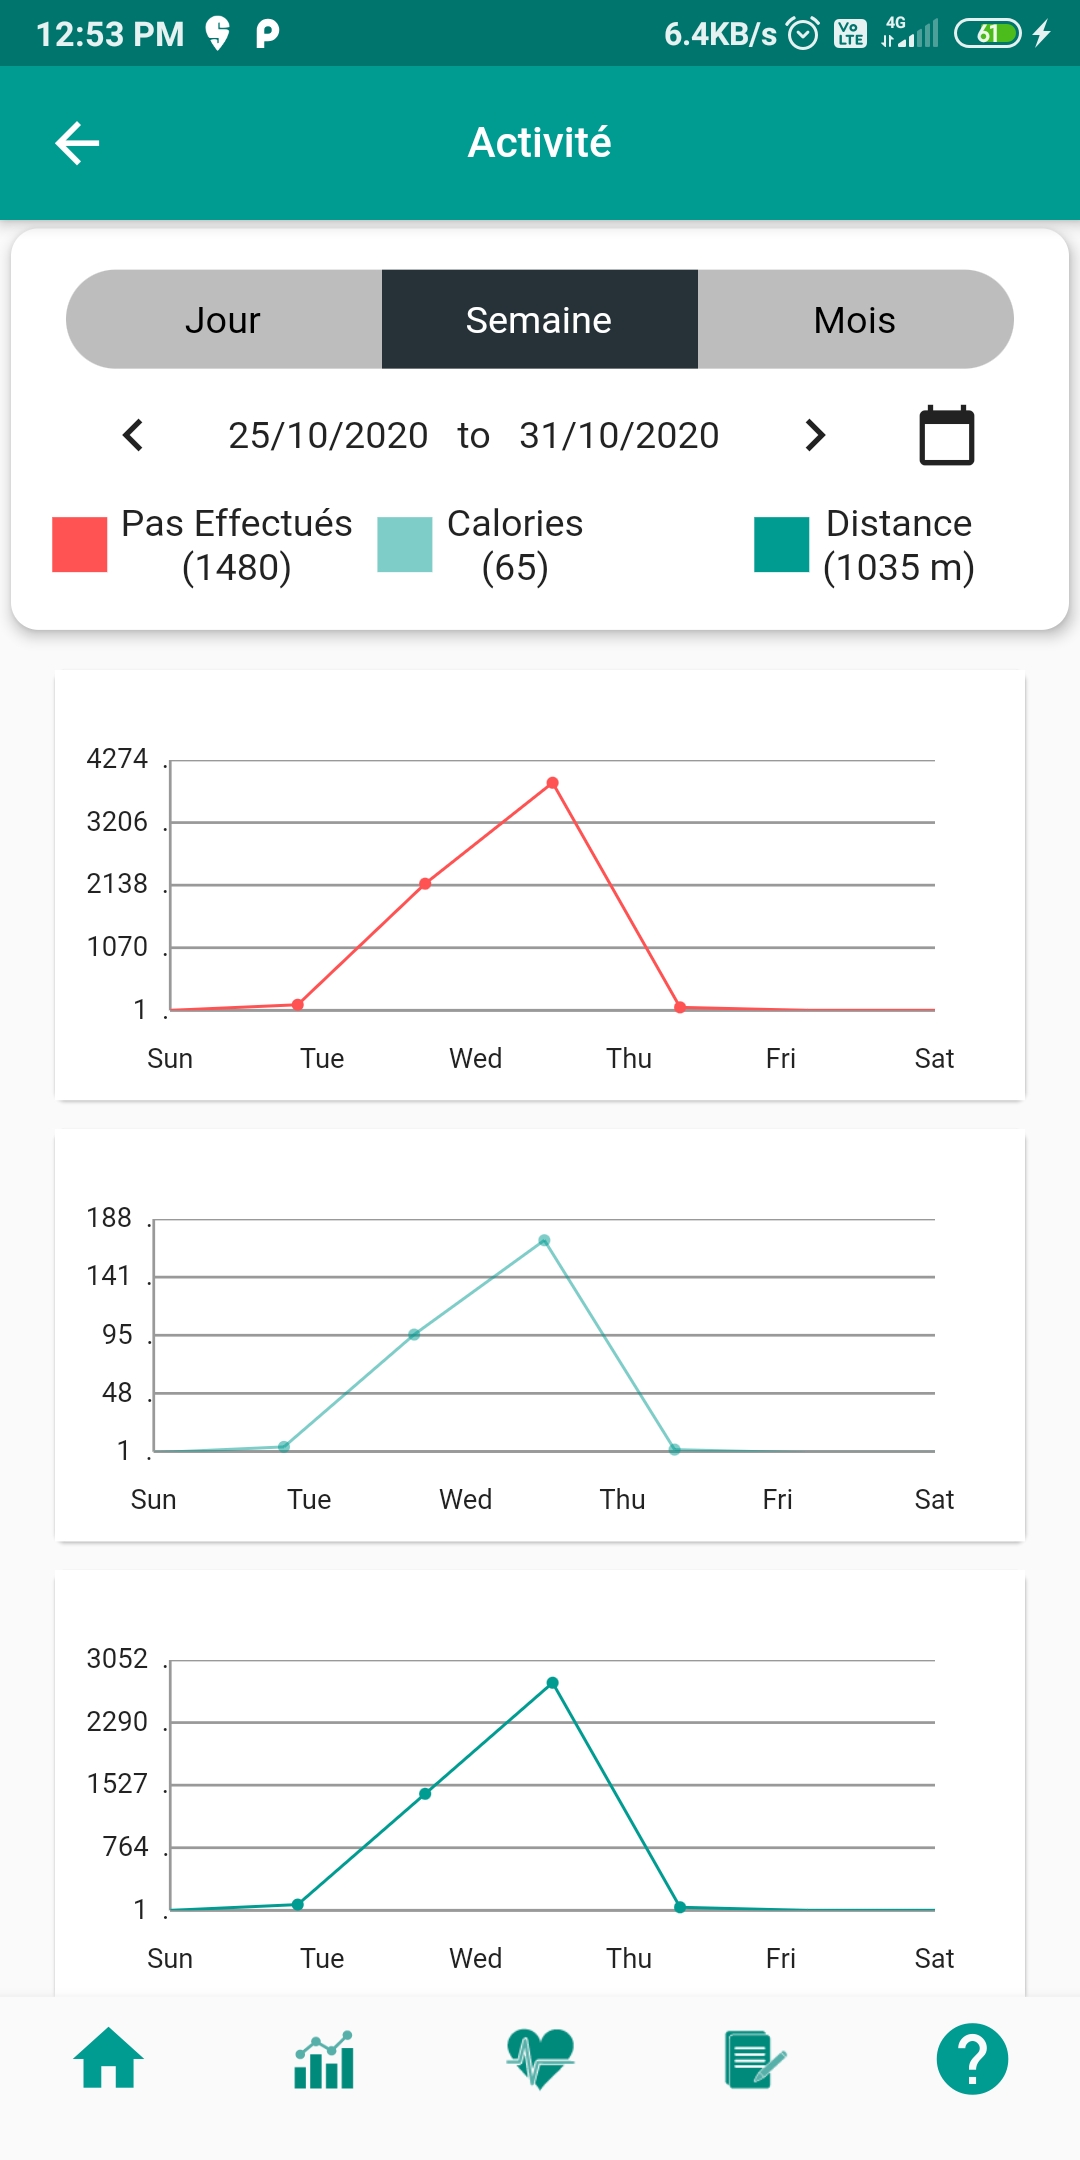 12:53 PM 6.4KB/s Vo LTE 4G 61
Activité
Jour Semaine Mois
25/10/2020 to 31/10/2020
Pas Effectués Calories Distance
(1480) (65) (1035 m)
4274
3206
2138
1070
1
Sun Tue Wed Thu Fri Sat
188
141
95
48
1
Sun Tue Wed Thu Fri Sat
3052
2290
1527
764
1
Sun Tue Wed Thu Fri Sat
?